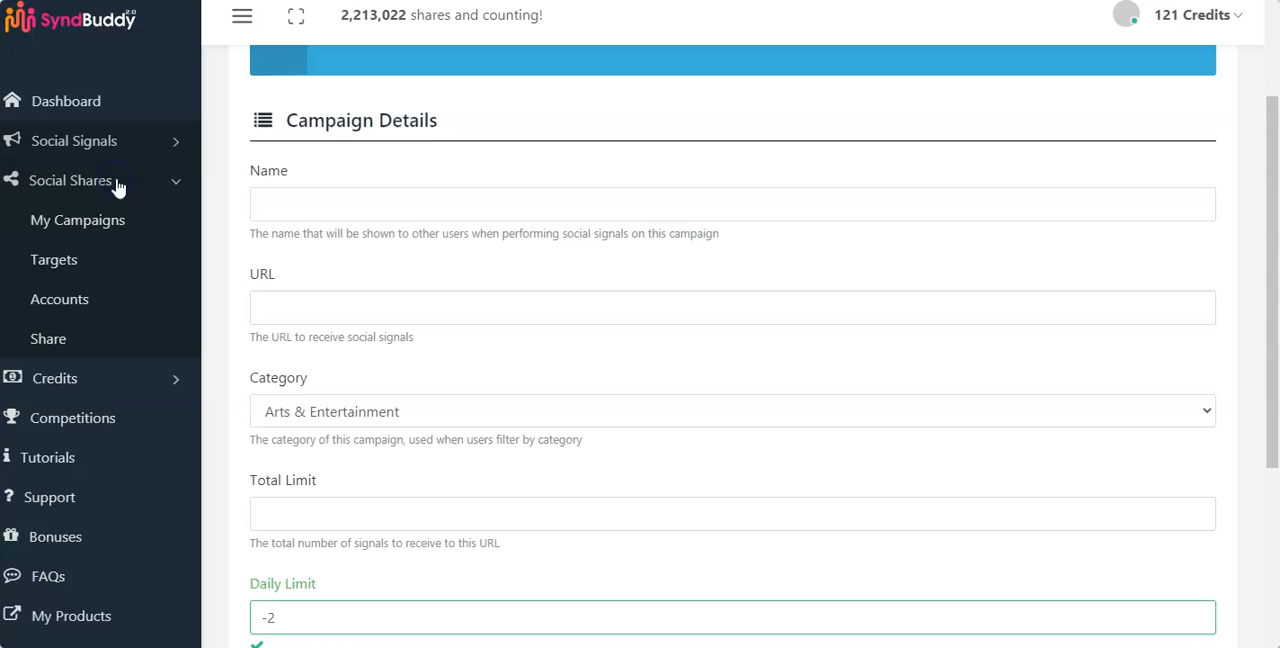 SyndBuddy 2.0
2,213,022 shares and counting!
121 Credits
Dashboard
Social Signals
Social Shares
My Campaigns
Targets
Accounts
Share
Credits
Competitions
Tutorials
Support
Bonuses
FAQs
My Products
Campaign Details
Name
The name that will be shown to other users when performing social signals on this campaign
URL
The URL to receive social signals
Category
Arts & Entertainment
The category of this campaign, used when users filter by category
Total Limit
The total number of signals to receive to this URL
Daily Limit
-2